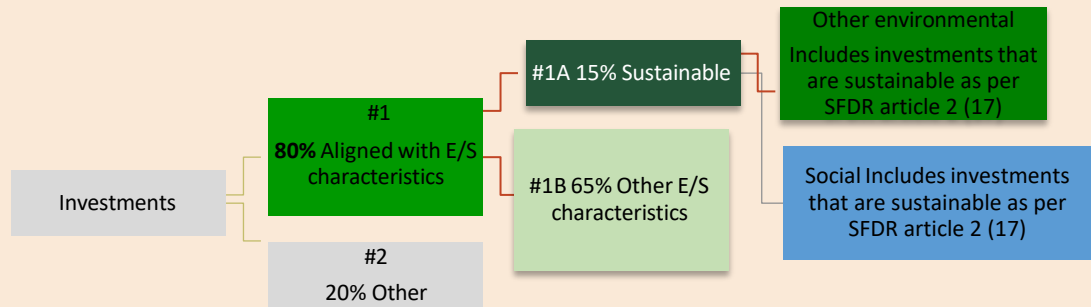 Investments
#1
80% Aligned with E/S
characteristics
#2
20% Other
#1A 15% Sustainable
#1B 65% Other E/S
characteristics
Other environmental
Includes investments that
are sustainable as per
SFDR article 2 (17)
Social Includes investments
that are sustainable as per
SFDR article 2 (17)